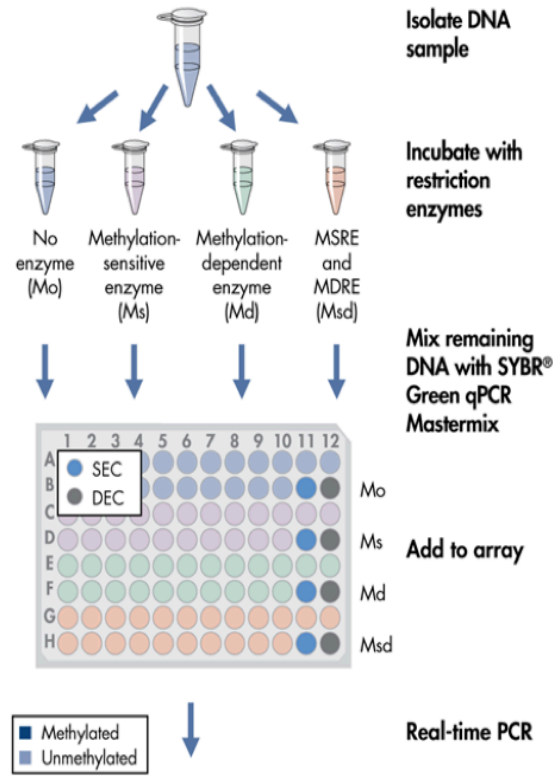 Isolate DNA
sample
Incubate with
restriction
enzymes
No
enzyme
(Mo)
Methylation-
sensitive
enzyme
(Ms)
Methylation-
dependent
enzyme
(Md)
MSRE
and
MDRE
(Msd)
Mix remaining
DNA with SYBR®
Green qPCR
Mastermix
1 2 3 4 5 6 7 8 9 10 11 12
A
B
C
D
E
F
G
H
SEC
DEC
Mo
Ms
Md
Msd
Add to array
Methylated
Unmethylated
Real-time PCR